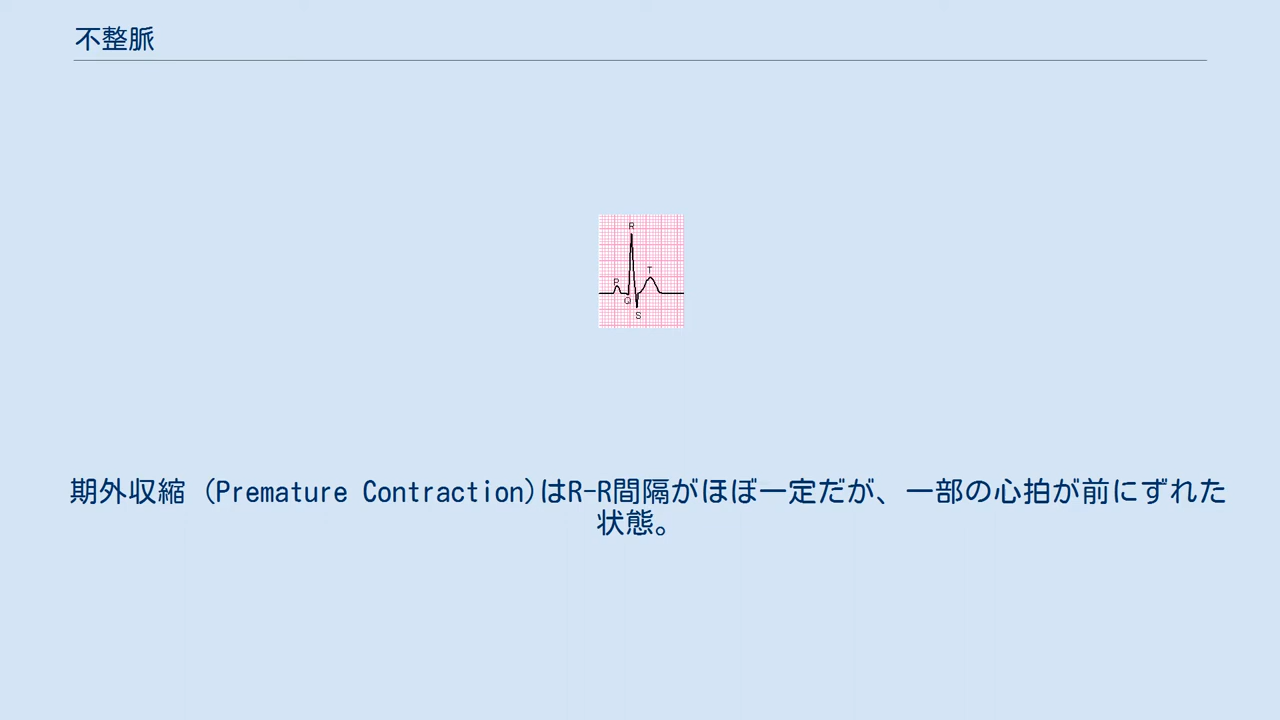 不整脈
R
T
P
Q
S
期外収縮 (Premature Contraction)はR-R間隔がほぼ一定だが、一部の心拍が前にずれた
状態。